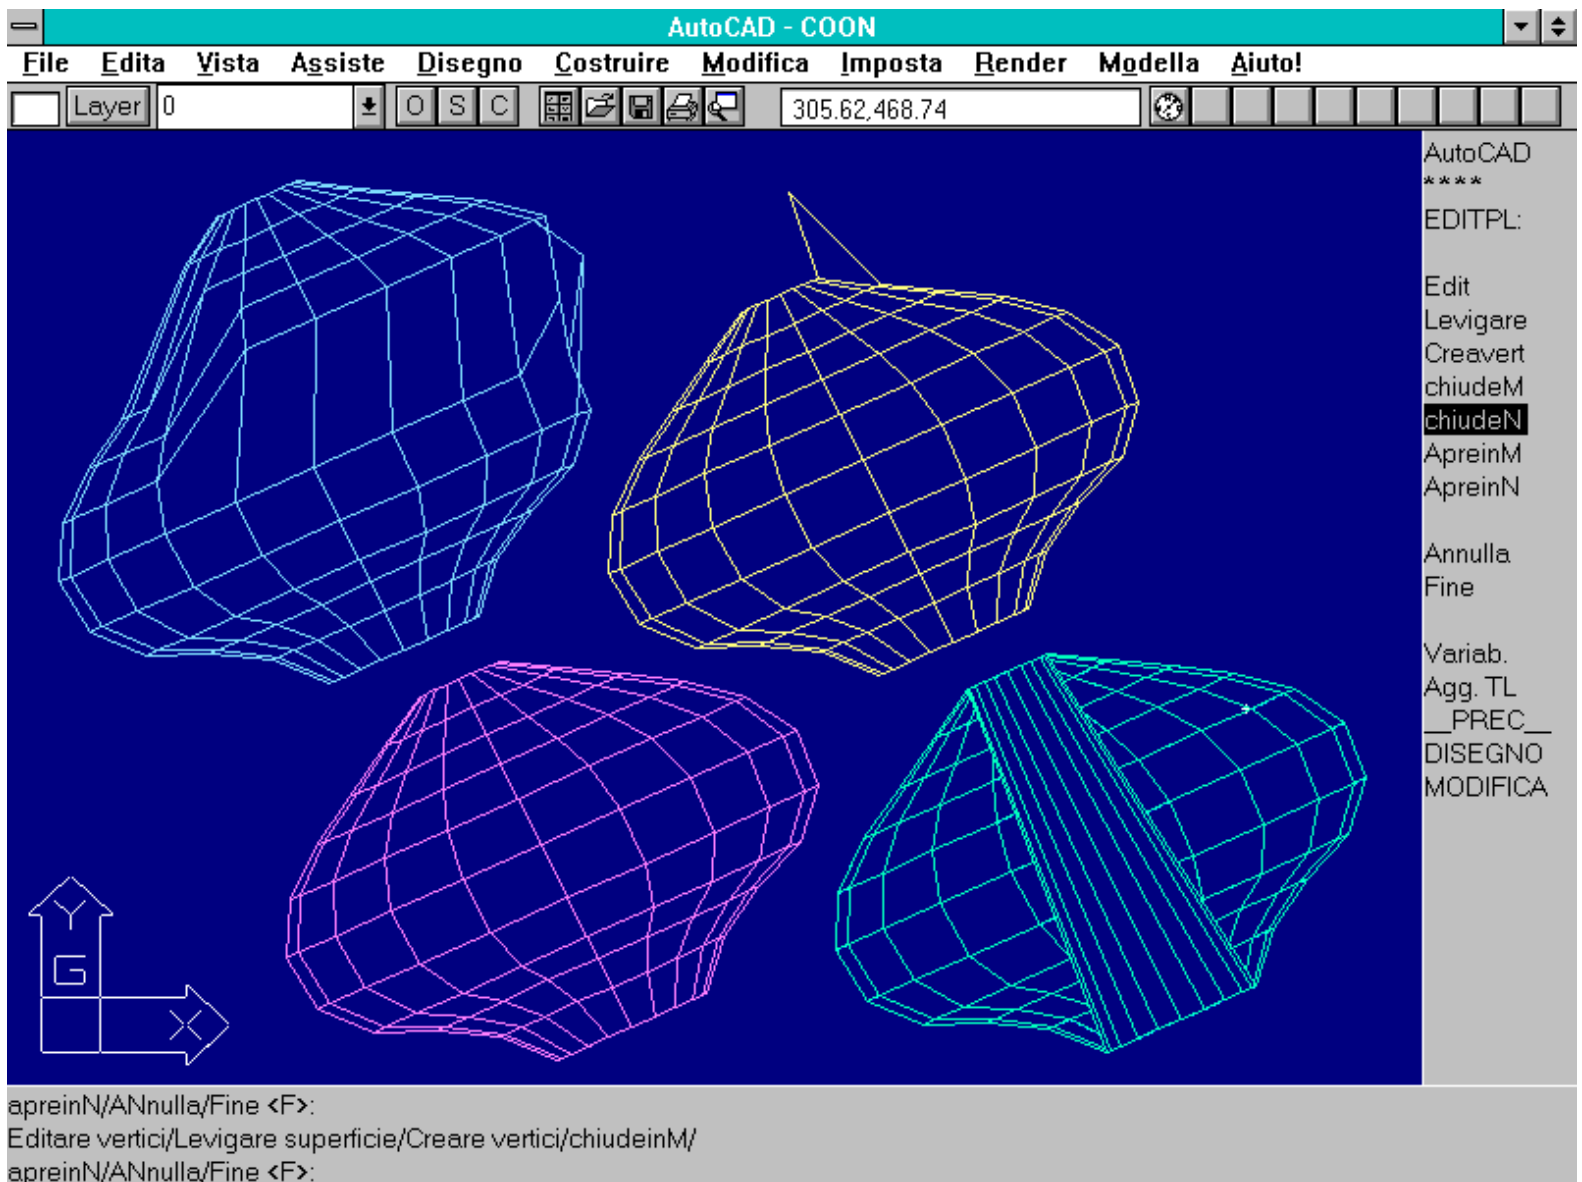 AutoCAD - COON
File Edita Vista Assiste Disegno Costruire Modifica Imposta Render Modella Aiuto!
Layer 0 O S C 305.62,468.74
AutoCAD
* * * *
EDITPL:
Edit
Levigare
Creavert
chiudeM
chiudeN
ApreinM
ApreinN
Annulla
Fine
Variab.
Agg. TL
__PREC__
DISEGNO
MODIFICA
Y
G
X
apreinN/ANnulla/Fine <F>:
Editare vertici/Levigare superficie/Creare vertici/chiudeinM/
apreinN/ANnulla/Fine <F>: